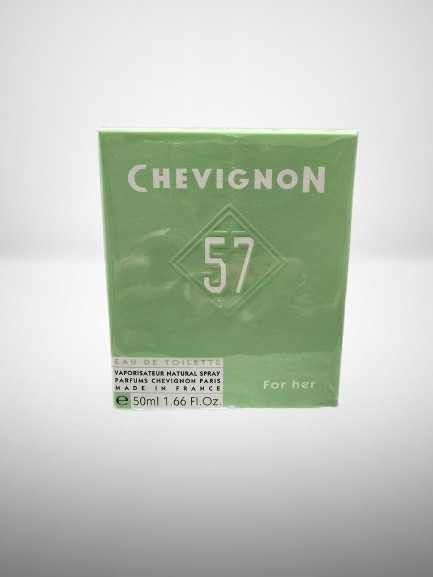 CHEVIGNON
57
EAU DE TOILETTE
VAPORISATEUR NATURAL SPRAY
PARFUMS CHEVIGNON PARIS
MADE IN FRANCE
℮ 50ml 1.66 Fl.Oz.
For her